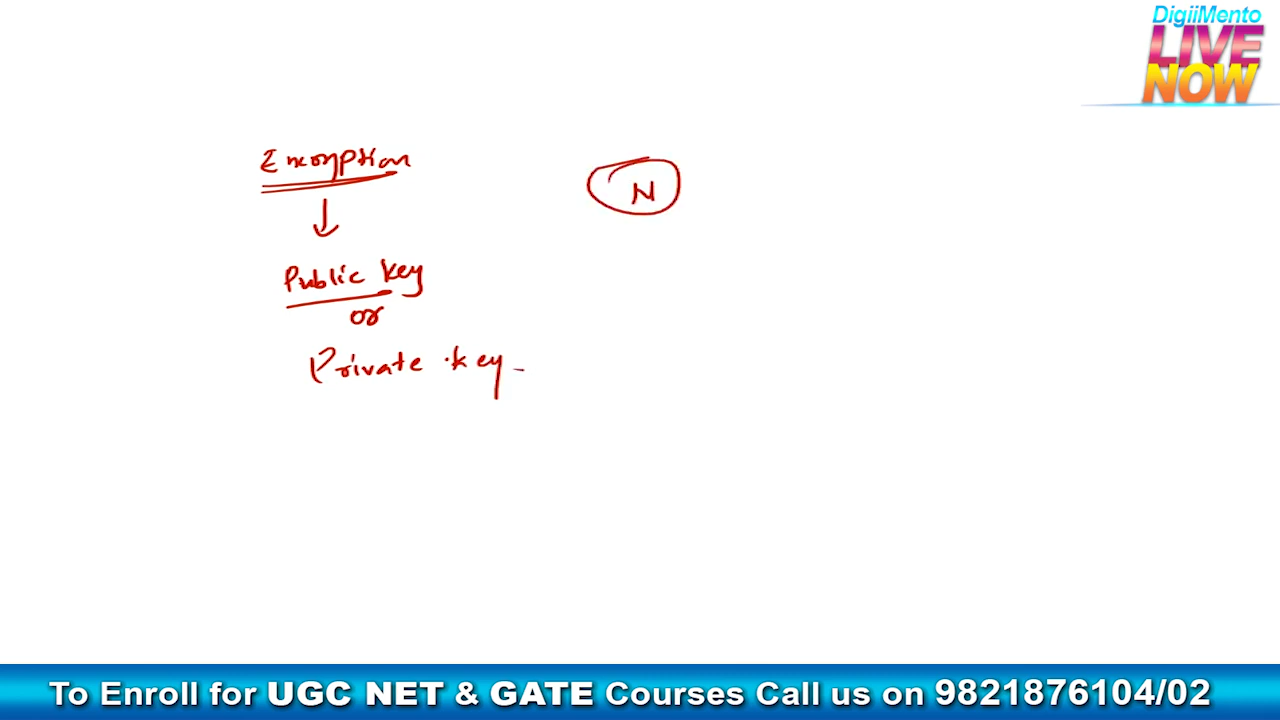 DigiiMento
LIVE
NOW
Encryption
N
Public key
or
Private key
To Enroll for UGC NET & GATE Courses Call us on 9821876104/02